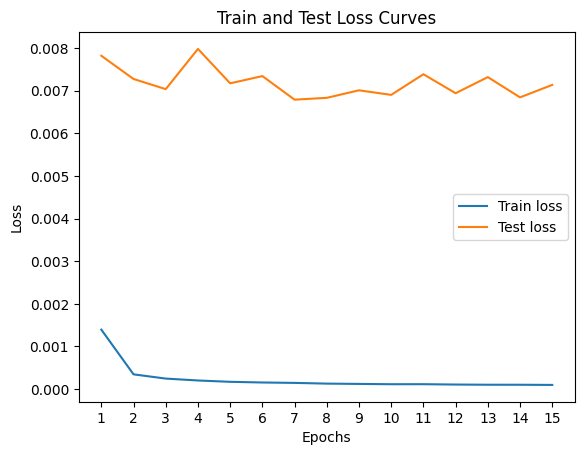 Train and Test Loss Curves
0.008
0.007
0.006
0.005
0.004
0.003
0.002
0.001
0.000
Loss
Train loss
Test loss
1 2 3 4 5 6 7 8 9 10 11 12 13 14 15
Epochs